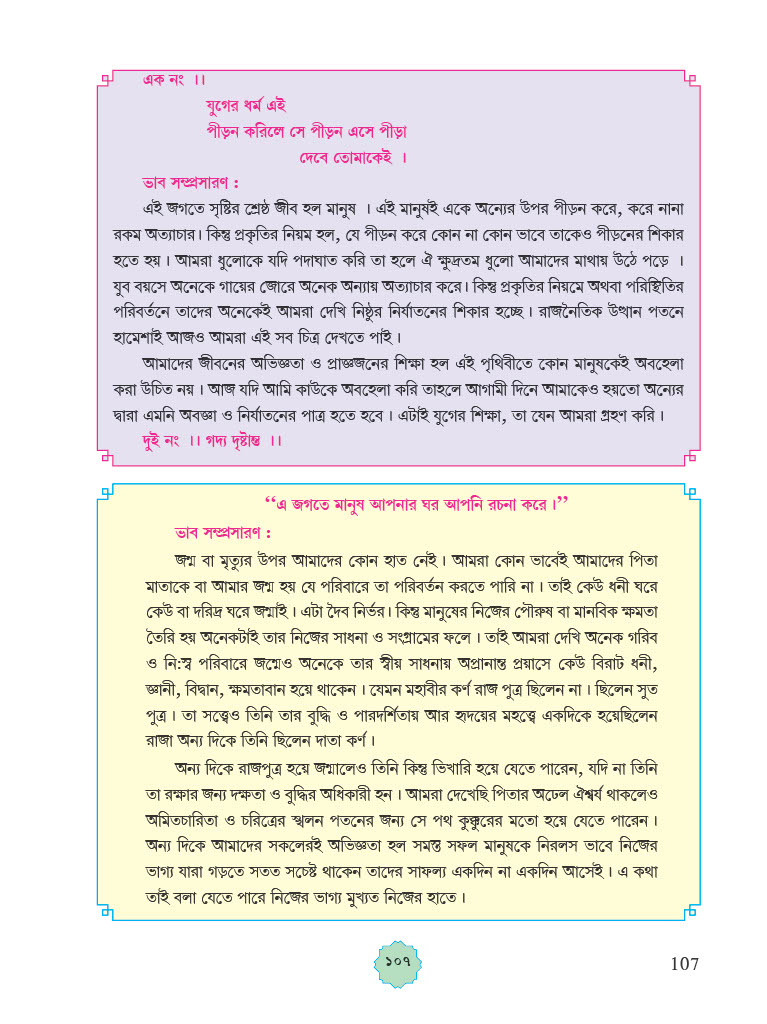 এক নং ।।
যুগের ধর্ম এই
পীড়ন করিলে সে পীড়ন এসে পীড়া
দেবে তোমাকেই ।
ভাব সম্প্রসারণ :
এই জগতে সৃষ্টির শ্রেষ্ঠ জীব হল মানুষ । এই মানুষই একে অন্যের উপর পীড়ন করে, করে নানা
রকম অত্যাচার। কিন্তু প্রকৃতির নিয়ম হল, যে পীড়ন করে কোন না কোন ভাবে তাকেও পীড়নের শিকার
হতে হয়। আমরা ধুলোকে যদি পদাঘাত করি তা হলে ঐ ক্ষুদ্রতম ধুলো আমাদের মাথায় উঠে পড়ে ।
যুব বয়সে অনেকে গায়ের জোরে অনেক অন্যায় অত্যাচার করে। কিন্তু প্রকৃতির নিয়মে অথবা পরিস্থিতির
পরিবর্তনে তাদের অনেকেই আমরা দেখি নিষ্ঠুর নির্যাতনের শিকার হচ্ছে। রাজনৈতিক উত্থান পতনে
হামেশাই আজও আমরা এই সব চিত্র দেখতে পাই।
আমাদের জীবনের অভিজ্ঞতা ও প্রাজ্ঞজনের শিক্ষা হল এই পৃথিবীতে কোন মানুষকেই অবহেলা
করা উচিত নয়। আজ যদি আমি কাউকে অবহেলা করি তাহলে আগামী দিনে আমাকেও হয়তো অন্যের
দ্বারা এমনি অবজ্ঞা ও নির্যাতনের পাত্র হতে হবে। এটাই যুগের শিক্ষা, তা যেন আমরা গ্রহণ করি।
দুই নং ।। গদ্য দৃষ্টান্ত ।।
‘‘এ জগতে মানুষ আপনার ঘর আপনি রচনা করে।’’
ভাব সম্প্রসারণ :
জন্ম বা মৃত্যুর উপর আমাদের কোন হাত নেই। আমরা কোন ভাবেই আমাদের পিতা
মাতাকে বা আমার জন্ম হয় যে পরিবারে তা পরিবর্তন করতে পারি না। তাই কেউ ধনী ঘরে
কেউ বা দরিদ্র ঘরে জন্মাই। এটা দৈব নির্ভর। কিন্তু মানুষের নিজের পৌরুষ বা মানবিক ক্ষমতা
তৈরি হয় অনেকটাই তার নিজের সাধনা ও সংগ্রামের ফলে। তাই আমরা দেখি অনেক গরিব
ও নি:স্ব পরিবারে জন্মেও অনেকে তার স্বীয় সাধনায় অপ্রানান্ত প্রয়াসে কেউ বিরাট ধনী,
জ্ঞানী, বিদ্বান, ক্ষমতাবান হয়ে থাকেন। যেমন মহাবীর কর্ণ রাজ পুত্র ছিলেন না। ছিলেন সুত
পুত্র। তা সত্ত্বেও তিনি তার বুদ্ধি ও পারদর্শিতায় আর হৃদয়ের মহত্ত্বে একদিকে হয়েছিলেন
রাজা অন্য দিকে তিনি ছিলেন দাতা কর্ণ।
অন্য দিকে রাজপুত্র হয়ে জন্মালেও তিনি কিন্তু ভিখারি হয়ে যেতে পারেন, যদি না তিনি
তা রক্ষার জন্য দক্ষতা ও বুদ্ধির অধিকারী হন। আমরা দেখেছি পিতার অঢেল ঐশ্বর্য থাকলেও
অমিতচারিতা ও চরিত্রের স্খলন পতনের জন্য সে পথ কুক্কুরের মতো হয়ে যেতে পারেন।
অন্য দিকে আমাদের সকলেরই অভিজ্ঞতা হল সমস্ত সফল মানুষকে নিরলস ভাবে নিজের
ভাগ্য যারা গড়তে সতত সচেষ্ট থাকেন তাদের সাফল্য একদিন না একদিন আসেই। এ কথা
তাই বলা যেতে পারে নিজের ভাগ্য মুখ্যত নিজের হাতে।
১০৭
107